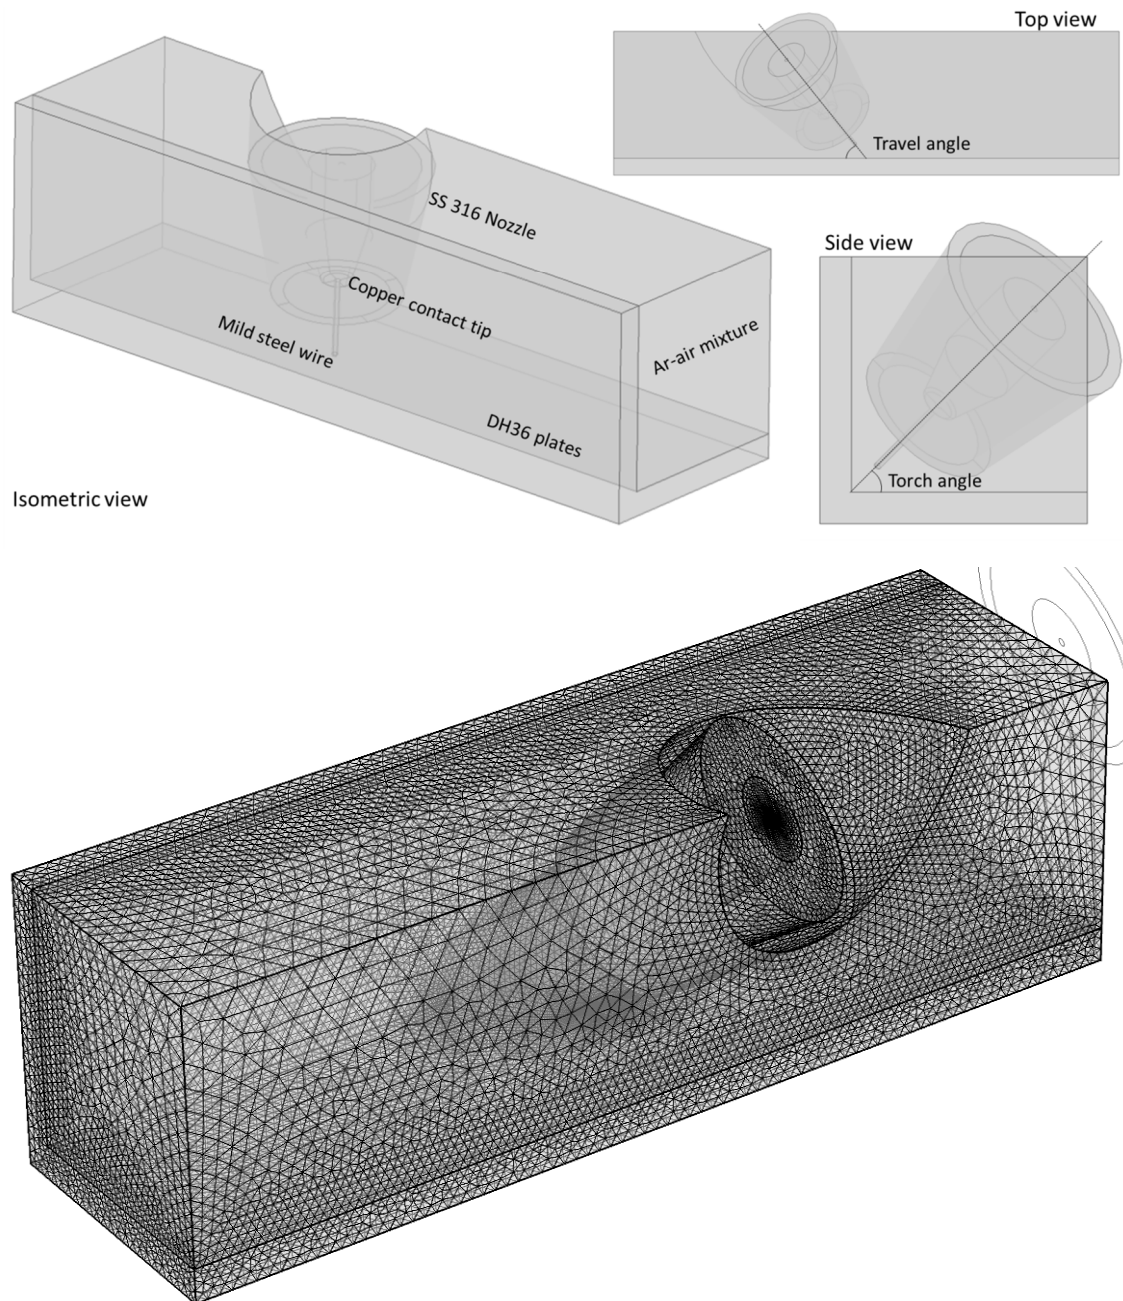 Top view
Travel angle
SS 316 Nozzle
Side view
Copper contact tip
Mild steel wire
Ar-air mixture
DH36 plates
Torch angle
Isometric view